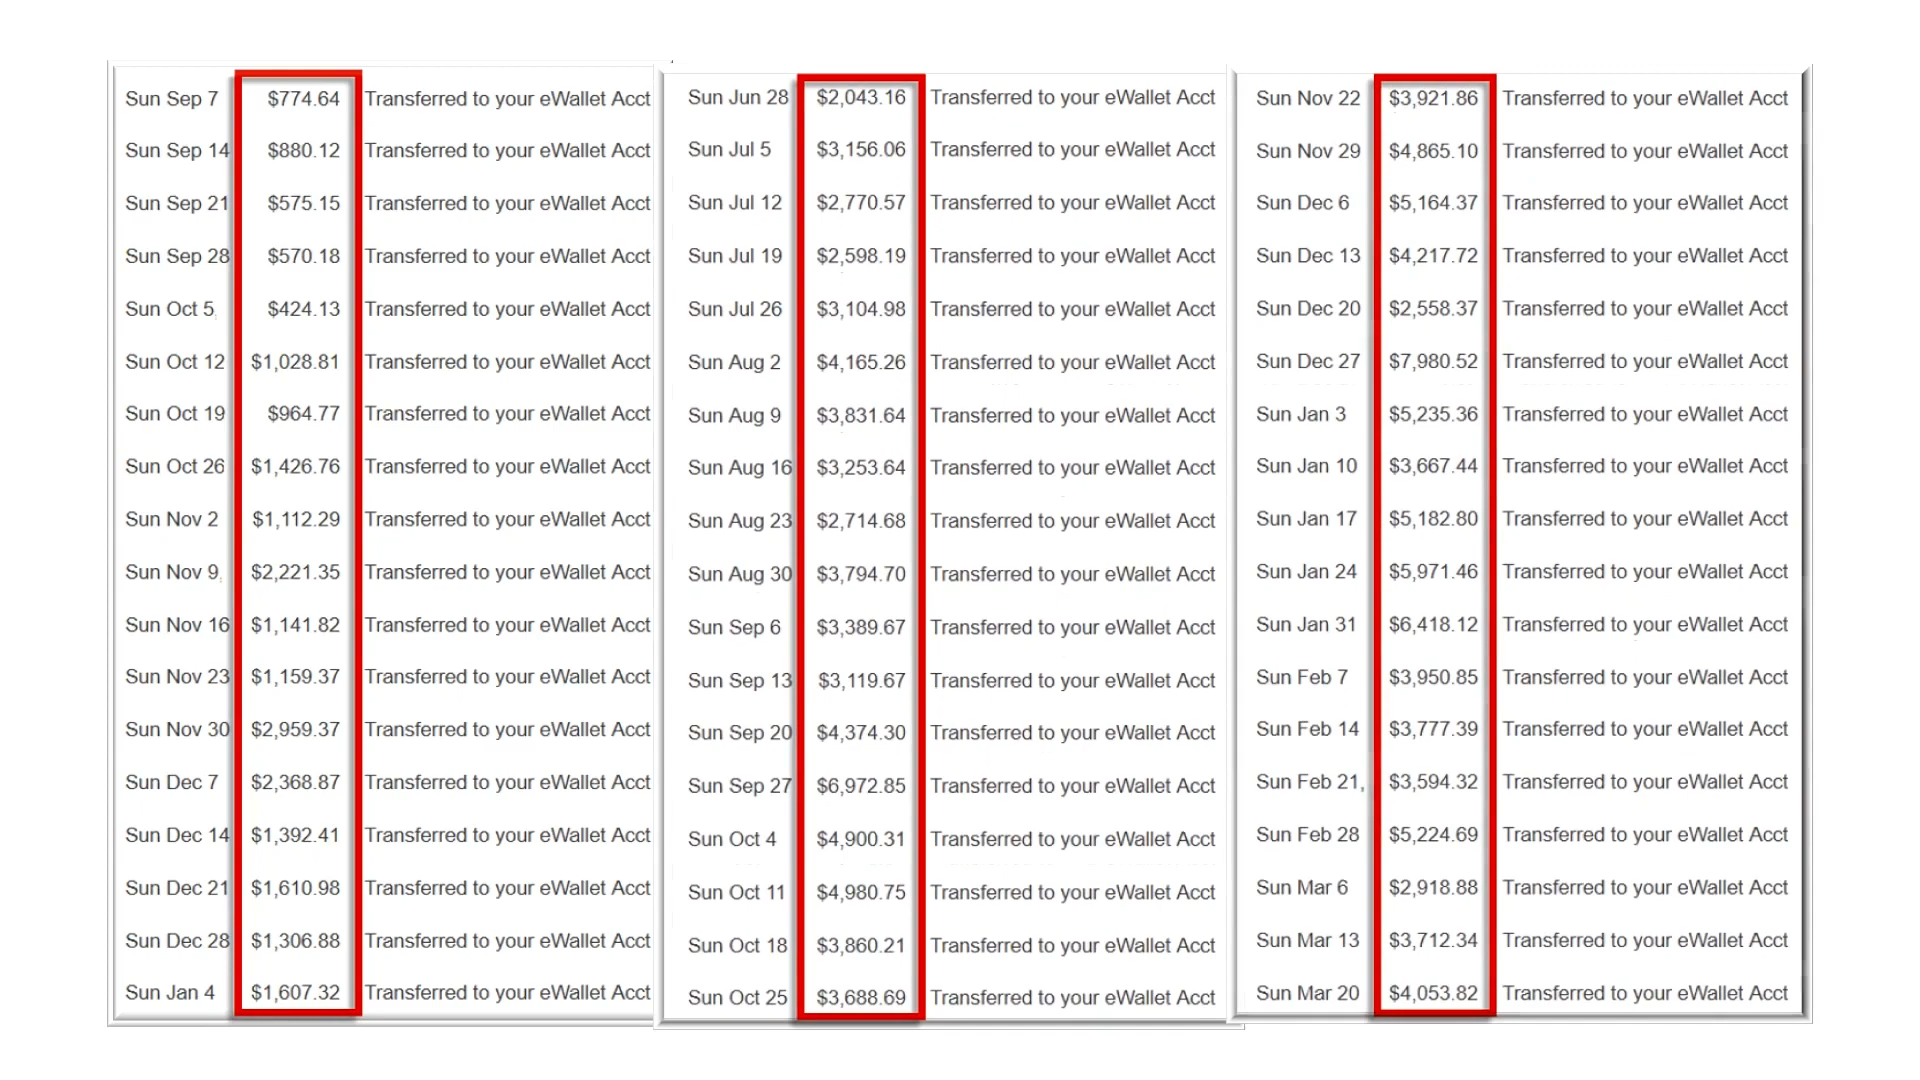 Sun Sep 7 $774.64 Transferred to your eWallet Acct
Sun Sep 14 $880.12 Transferred to your eWallet Acct
Sun Sep 21 $575.15 Transferred to your eWallet Acct
Sun Sep 28 $570.18 Transferred to your eWallet Acct
Sun Oct 5, $424.13 Transferred to your eWallet Acct
Sun Oct 12 $1,028.81 Transferred to your eWallet Acct
Sun Oct 19 $964.77 Transferred to your eWallet Acct
Sun Oct 26 $1,426.76 Transferred to your eWallet Acct
Sun Nov 2 $1,112.29 Transferred to your eWallet Acct
Sun Nov 9, $2,221.35 Transferred to your eWallet Acct
Sun Nov 16 $1,141.82 Transferred to your eWallet Acct
Sun Nov 23 $1,159.37 Transferred to your eWallet Acct
Sun Nov 30 $2,959.37 Transferred to your eWallet Acct
Sun Dec 7 $2,368.87 Transferred to your eWallet Acct
Sun Dec 14 $1,392.41 Transferred to your eWallet Acct
Sun Dec 21 $1,610.98 Transferred to your eWallet Acct
Sun Dec 28 $1,306.88 Transferred to your eWallet Acct
Sun Jan 4 $1,607.32 Transferred to your eWallet Acct
Sun Jun 28 $2,043.16 Transferred to your eWallet Acct
Sun Jul 5 $3,156.06 Transferred to your eWallet Acct
Sun Jul 12 $2,770.57 Transferred to your eWallet Acct
Sun Jul 19 $2,598.19 Transferred to your eWallet Acct
Sun Jul 26 $3,104.98 Transferred to your eWallet Acct
Sun Aug 2 $4,165.26 Transferred to your eWallet Acct
Sun Aug 9 $3,831.64 Transferred to your eWallet Acct
Sun Aug 16 $3,253.64 Transferred to your eWallet Acct
Sun Aug 23 $2,714.68 Transferred to your eWallet Acct
Sun Aug 30 $3,794.70 Transferred to your eWallet Acct
Sun Sep 6 $3,389.67 Transferred to your eWallet Acct
Sun Sep 13 $3,119.67 Transferred to your eWallet Acct
Sun Sep 20 $4,374.30 Transferred to your eWallet Acct
Sun Sep 27 $6,972.85 Transferred to your eWallet Acct
Sun Oct 4 $4,900.31 Transferred to your eWallet Acct
Sun Oct 11 $4,980.75 Transferred to your eWallet Acct
Sun Oct 18 $3,860.21 Transferred to your eWallet Acct
Sun Oct 25 $3,688.69 Transferred to your eWallet Acct
Sun Nov 22 $3,921.86 Transferred to your eWallet Acct
Sun Nov 29 $4,865.10 Transferred to your eWallet Acct
Sun Dec 6 $5,164.37 Transferred to your eWallet Acct
Sun Dec 13 $4,217.72 Transferred to your eWallet Acct
Sun Dec 20 $2,558.37 Transferred to your eWallet Acct
Sun Dec 27 $7,980.52 Transferred to your eWallet Acct
Sun Jan 3 $5,235.36 Transferred to your eWallet Acct
Sun Jan 10 $3,667.44 Transferred to your eWallet Acct
Sun Jan 17 $5,182.80 Transferred to your eWallet Acct
Sun Jan 24 $5,971.46 Transferred to your eWallet Acct
Sun Jan 31 $6,418.12 Transferred to your eWallet Acct
Sun Feb 7 $3,950.85 Transferred to your eWallet Acct
Sun Feb 14 $3,777.39 Transferred to your eWallet Acct
Sun Feb 21, $3,594.32 Transferred to your eWallet Acct
Sun Feb 28 $5,224.69 Transferred to your eWallet Acct
Sun Mar 6 $2,918.88 Transferred to your eWallet Acct
Sun Mar 13 $3,712.34 Transferred to your eWallet Acct
Sun Mar 20 $4,053.82 Transferred to your eWallet Acct